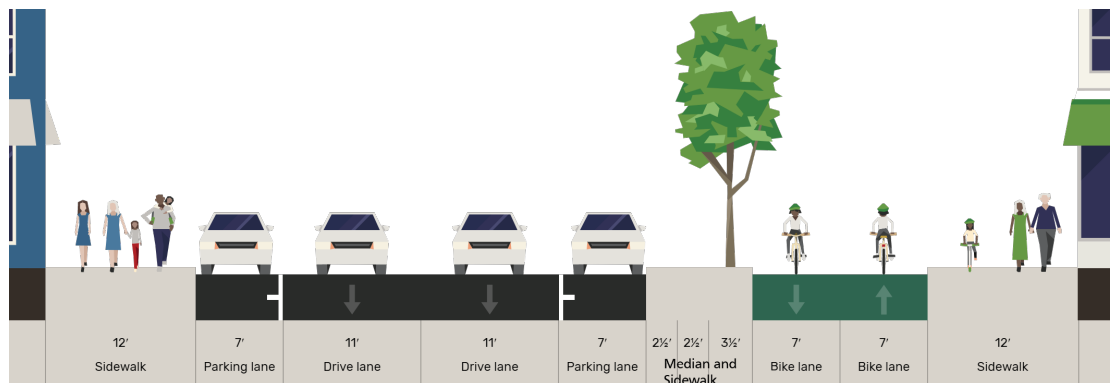 12′ 7′ 11′ 11′ 7′ 2½′ 2½′ 3½′ 7′ 7′ 12′
Sidewalk Parking lane Drive lane Drive lane Parking lane Median and Bike lane Bike lane Sidewalk
Sidewalk